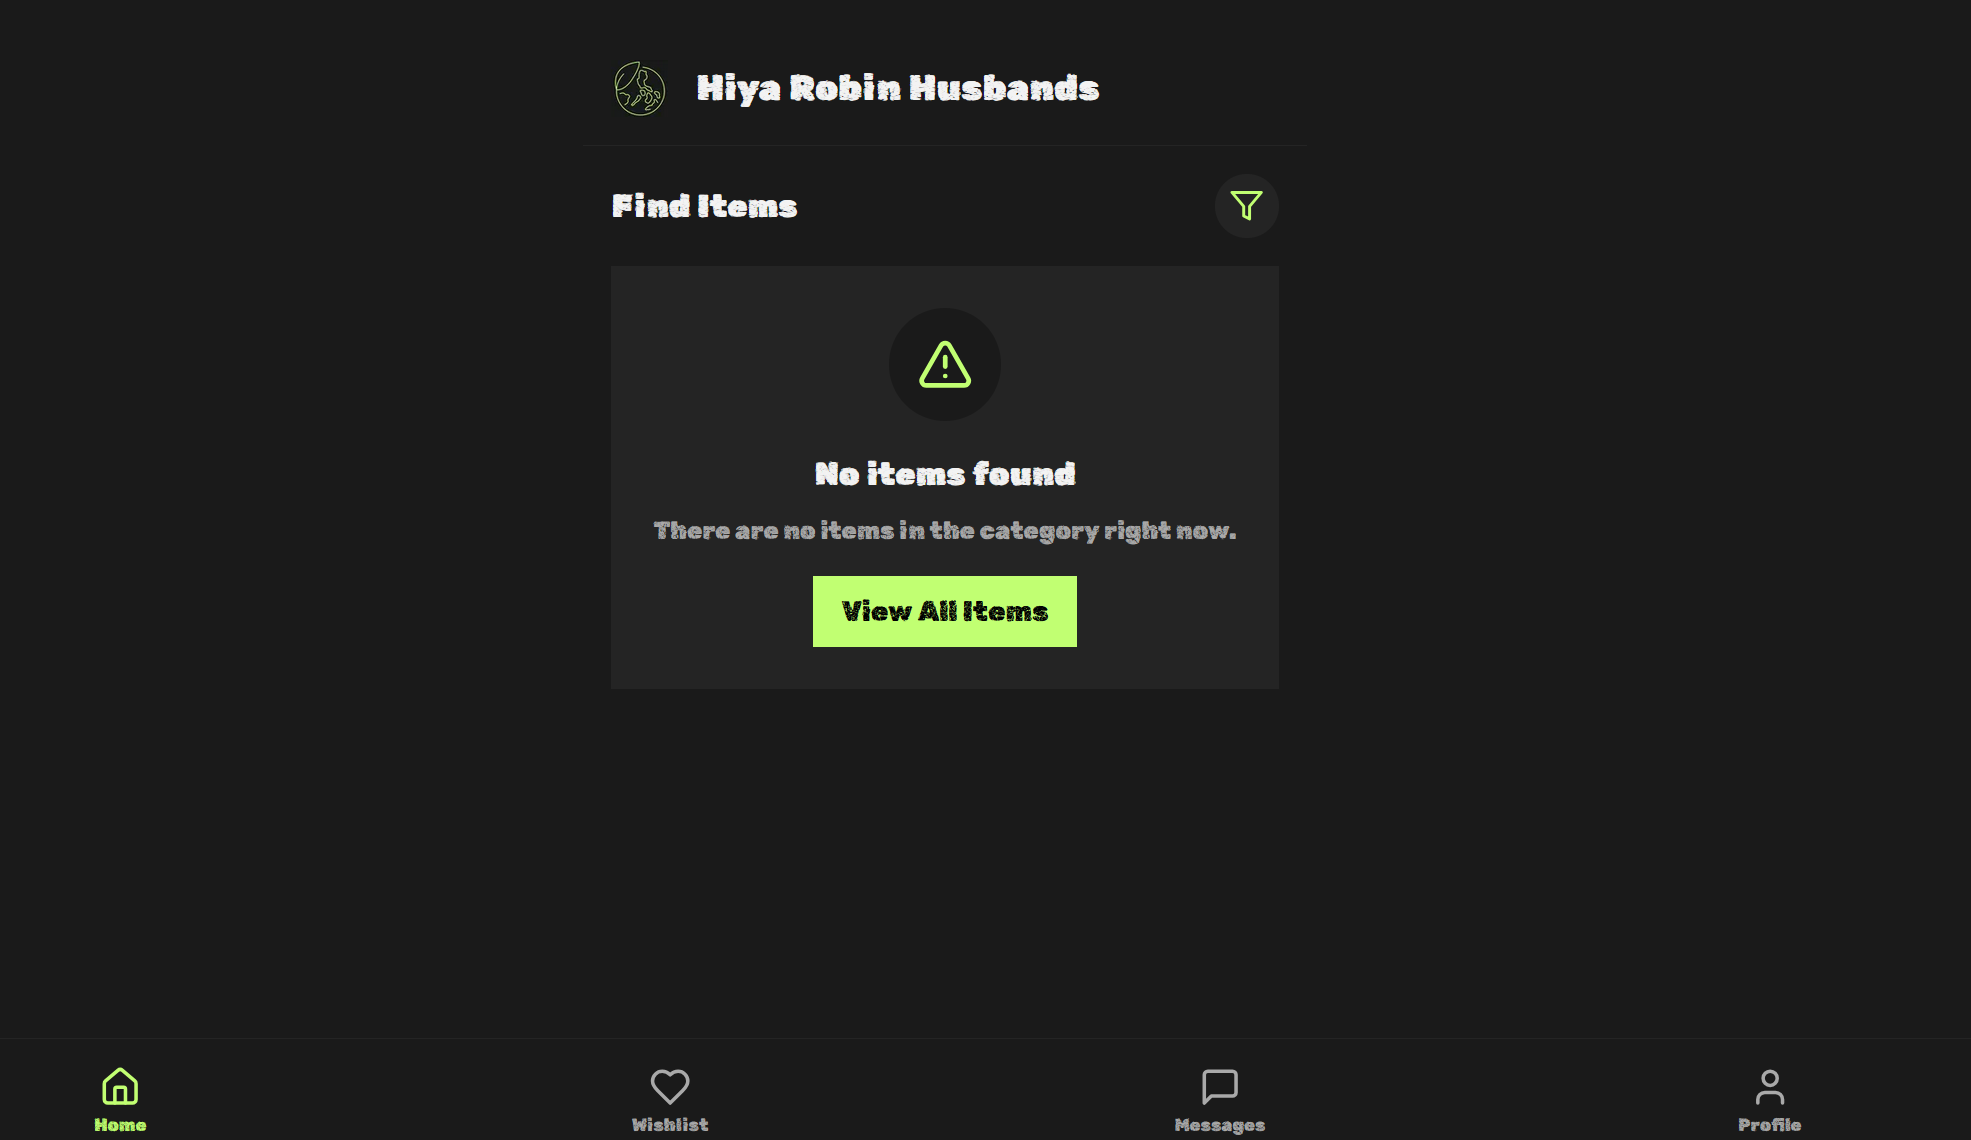 Hiya Robin Husbands
Find Items
No items found
There are no items in the category right now.
View All Items
Home
Wishlist
Messages
Profile